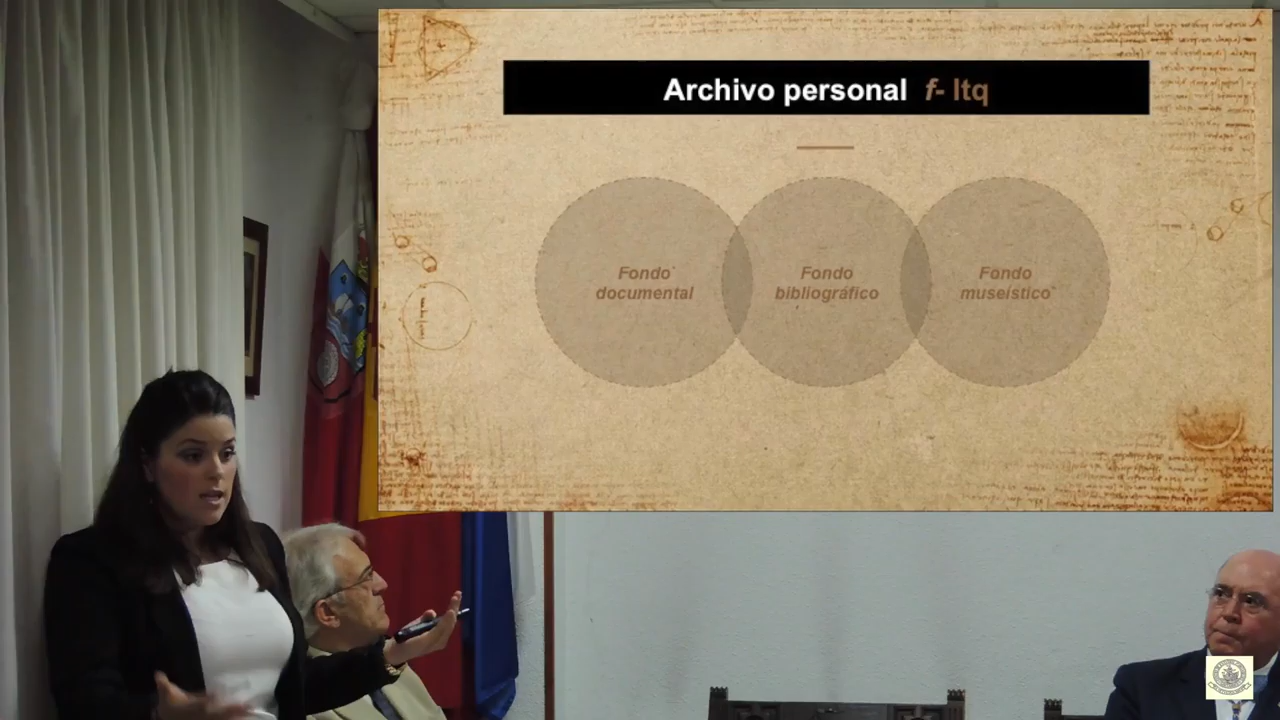 Archivo personal f- ltq
Fondo
documental
Fondo
bibliográfico
Fondo
museístico